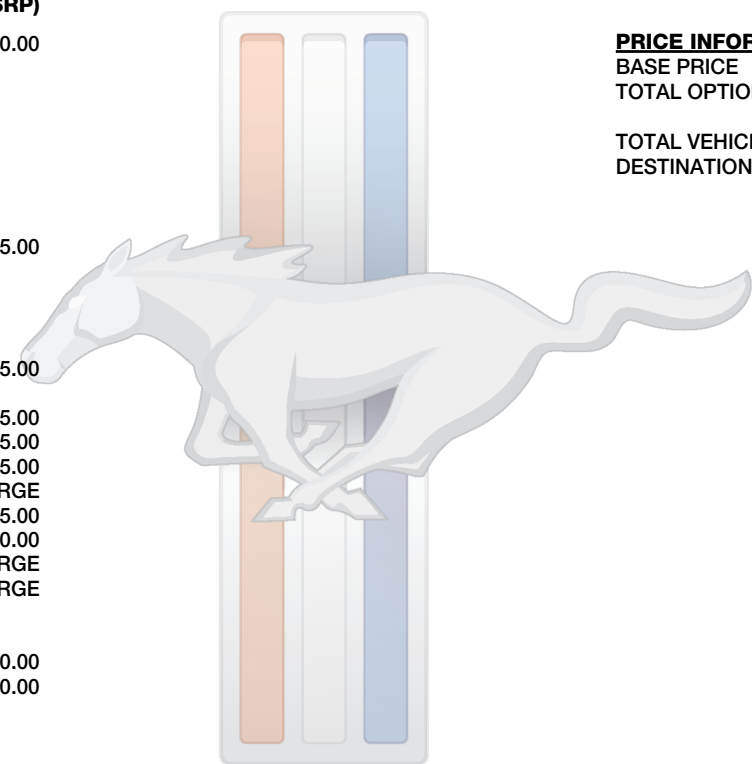 SRP)
0.00
5.00
5.00
5.00
5.00
5.00
RGE
5.00
0.00
RGE
RGE
0.00
0.00
PRICE INFOR
BASE PRICE
TOTAL OPTIO
TOTAL VEHIC
DESTINATION